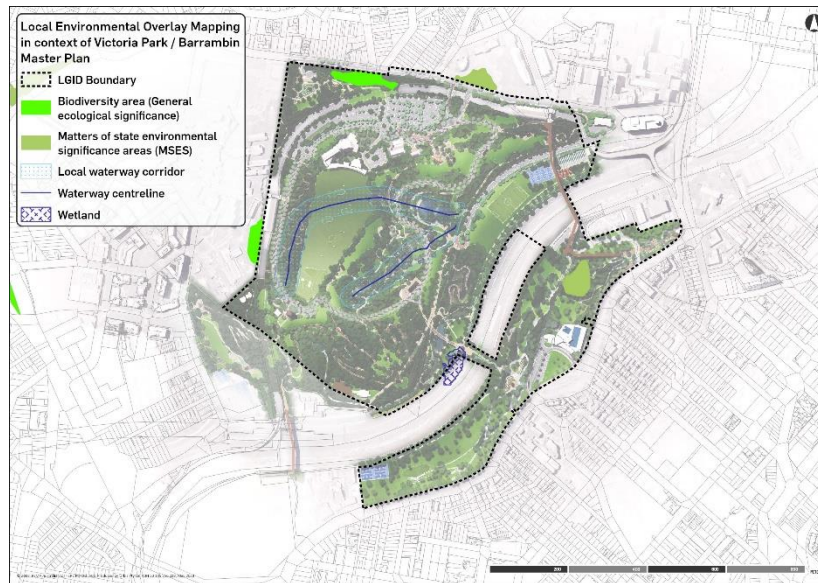 Local Environmental Overlay Mapping
in context of Victoria Park / Barrambin
Master Plan
LGID Boundary
Biodiversity area (General
ecological significance)
Matters of state environmental
significance areas (MSES)
Local waterway corridor
Waterway centreline
Wetland